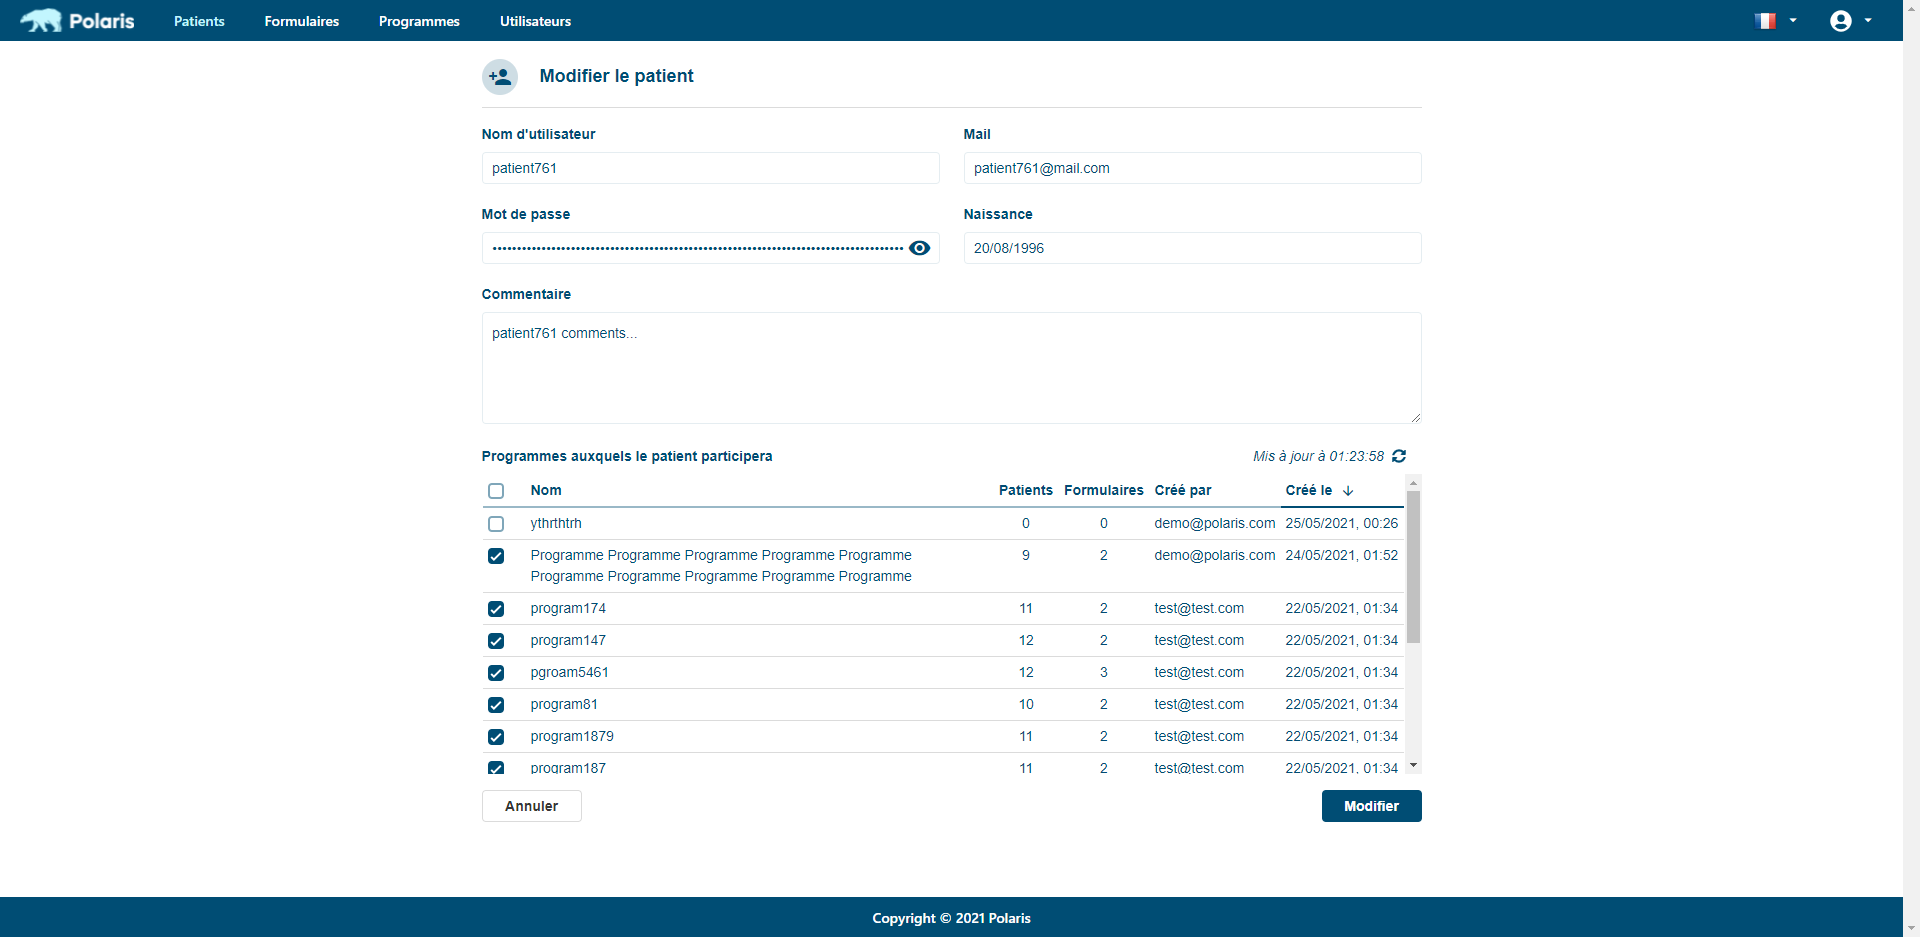 Polaris Patients Formulaires Programmes Utilisateurs
Modifier le patient
Nom d'utilisateur Mail
patient761 patient761@mail.com
Mot de passe Naissance
20/08/1996
Commentaire
patient761 comments...
Programmes auxquels le patient participera Mis à jour à 01:23:58
Nom Patients Formulaires Créé par Créé le
ythrthtrh 0 0 demo@polaris.com 25/05/2021, 00:26
Programme Programme Programme Programme Programme 9 2 demo@polaris.com 24/05/2021, 01:52
Programme Programme Programme Programme Programme
program174 11 2 test@test.com 22/05/2021, 01:34
program147 12 2 test@test.com 22/05/2021, 01:34
pgroam5461 12 3 test@test.com 22/05/2021, 01:34
program81 10 2 test@test.com 22/05/2021, 01:34
program1879 11 2 test@test.com 22/05/2021, 01:34
program187 11 2 test@test.com 22/05/2021, 01:34
Annuler Modifier
Copyright © 2021 Polaris